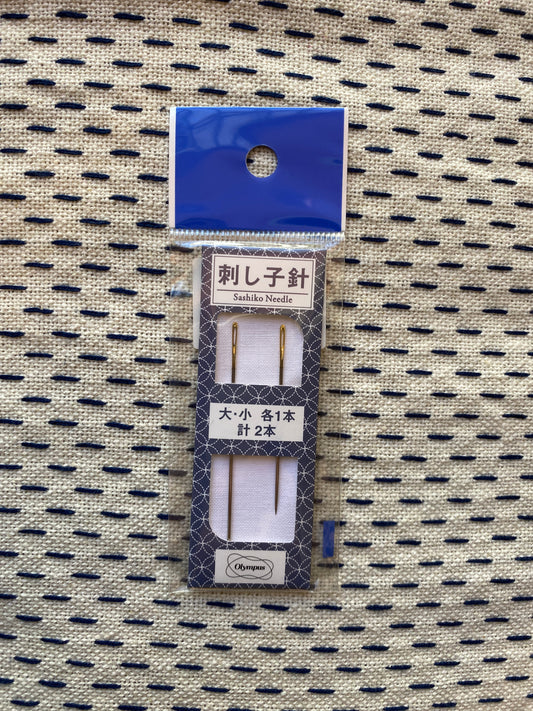 刺し子針
Sashiko Needle
大・小 各1本
計 2本
Olympus